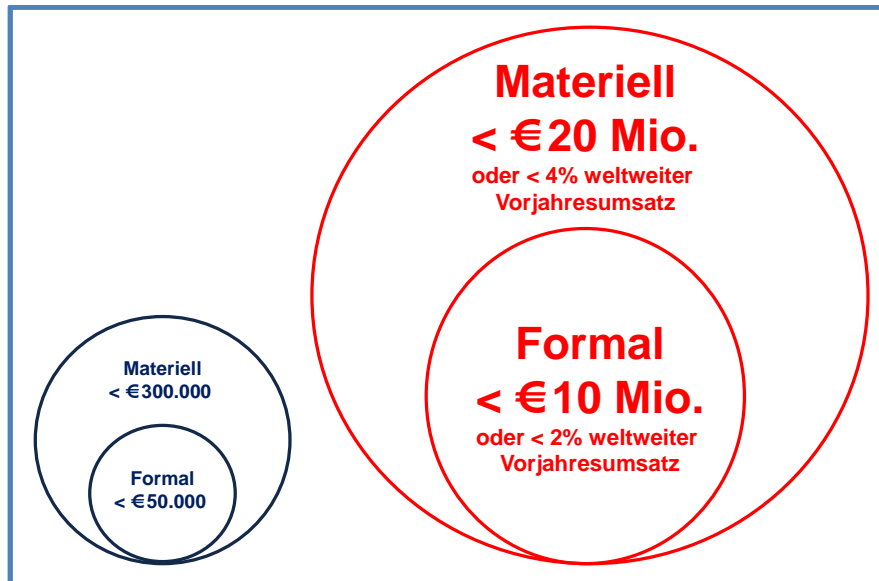 Materiell
< €20 Mio.
oder < 4% weltweiter
Vorjahresumsatz
Formal
< €10 Mio.
oder < 2% weltweiter
Vorjahresumsatz
Materiell
< €300.000
Formal
< €50.000